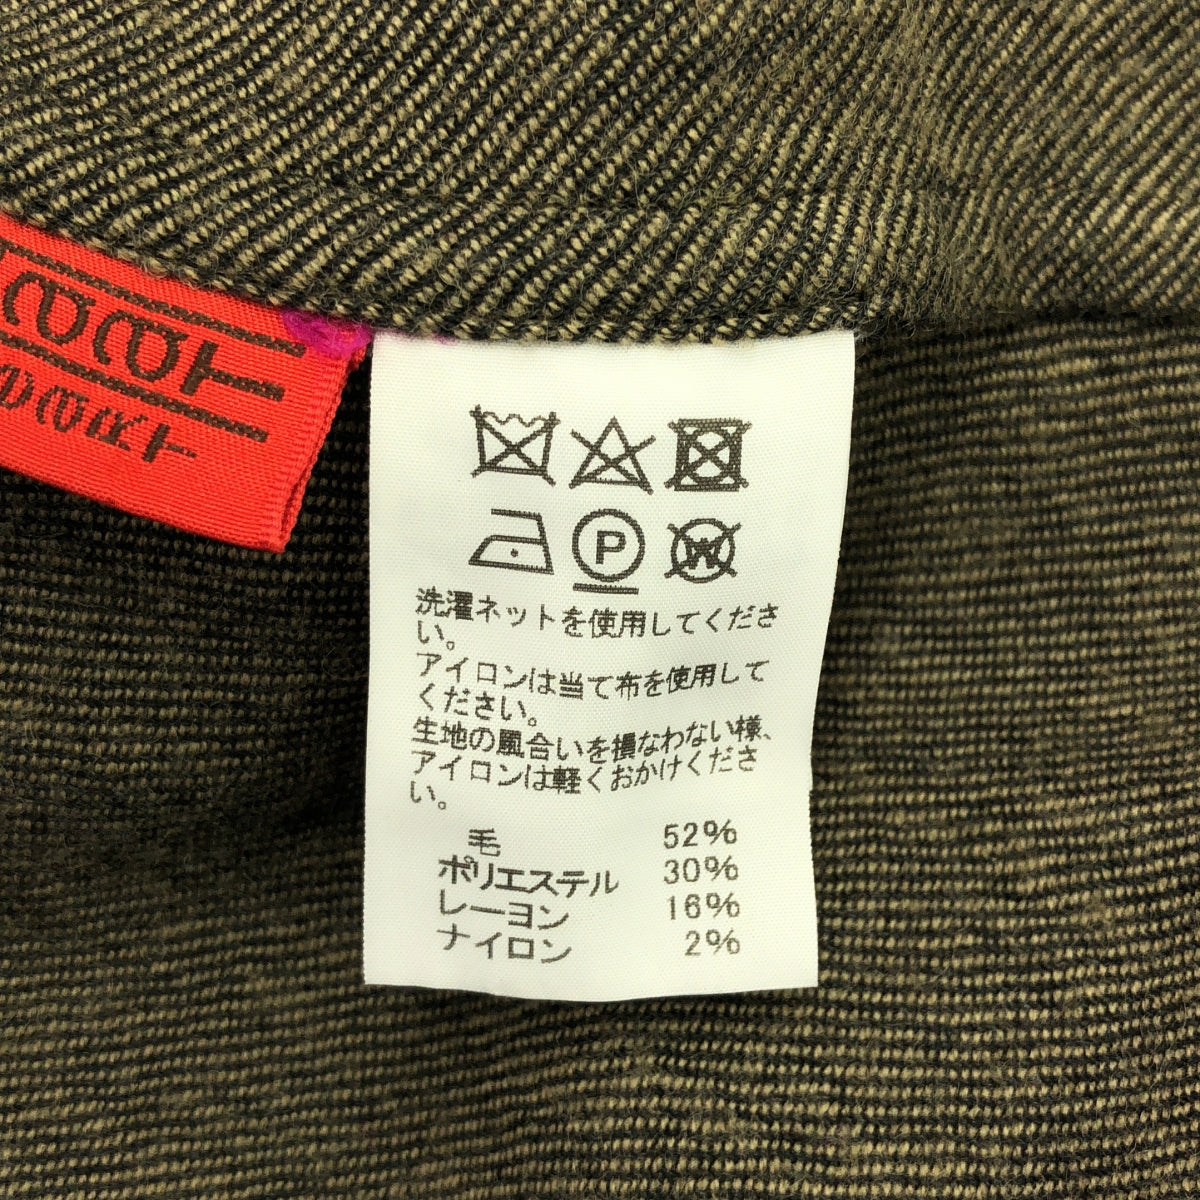 P
W
洗濯ネットを使用してくださ
い。
アイロンは当て布を使用して
ください。
生地の風合いを損なわない様、
アイロンは軽くおかけくださ
い。
毛 52%
ポリエステル 30%
レーヨン 16%
ナイロン 2%